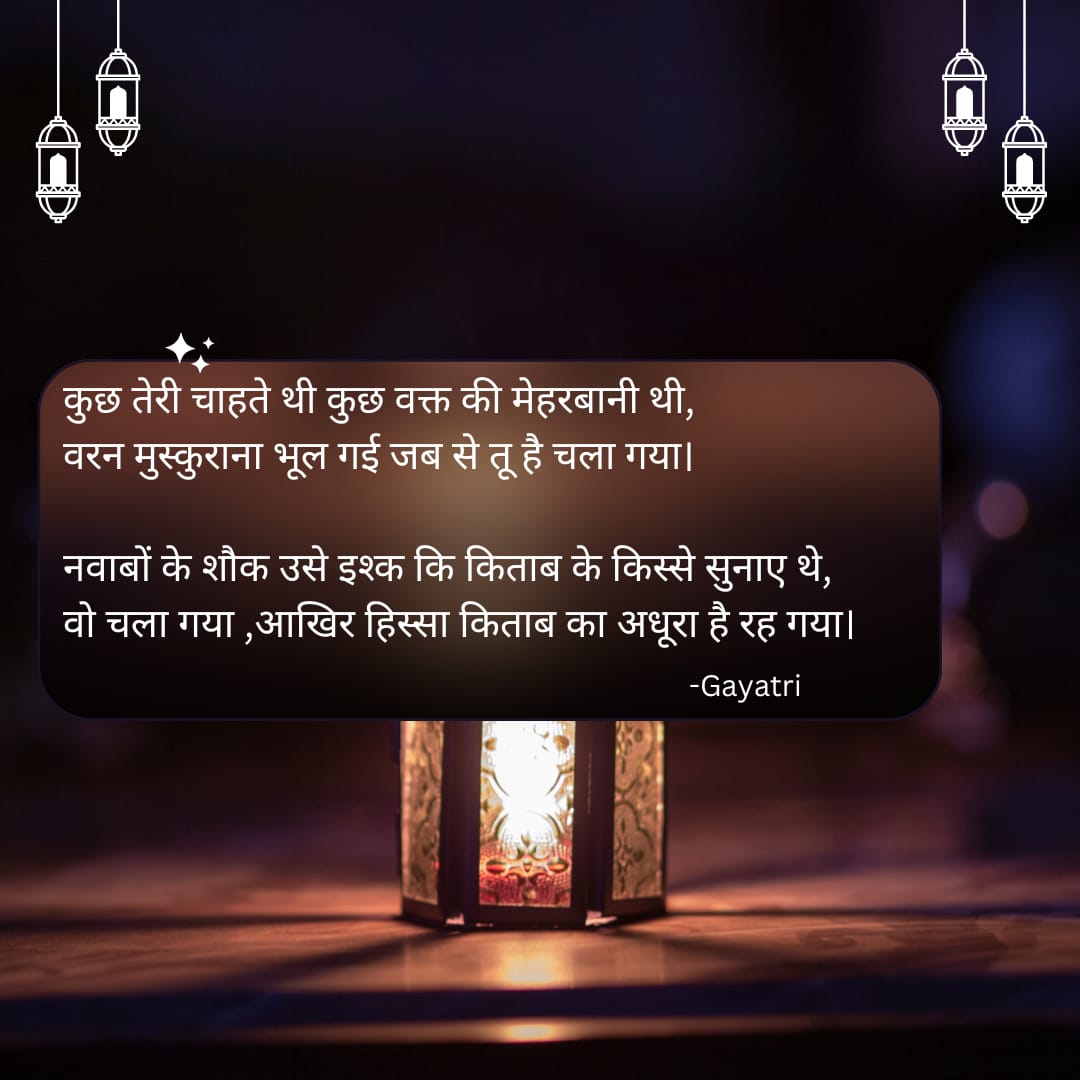 कुछ तेरी चाहते थी कुछ वक्त की मेहरबानी थी,
वरन मुस्कुराना भूल गई जब से तू है चला गया।
नवाबों के शौक उसे इश्क कि किताब के किस्से सुनाए थे,
वो चला गया ,आखिर हिस्सा किताब का अधूरा है रह गया।
-Gayatri